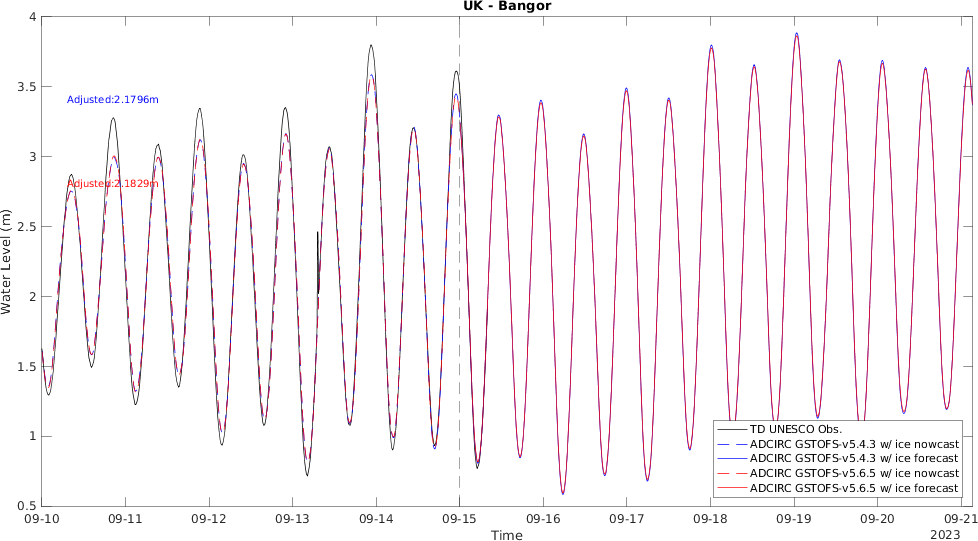 UK - Bangor
Water Level (m)
4
3.5
3
2.5
2
1.5
1
0.5
Adjusted:2.1796m
Adjusted:2.1829m
TD UNESCO Obs.
ADCIRC GSTOFS-v5.4.3 w/ ice nowcast
ADCIRC GSTOFS-v5.4.3 w/ ice forecast
ADCIRC GSTOFS-v5.6.5 w/ ice nowcast
ADCIRC GSTOFS-v5.6.5 w/ ice forecast
09-10 09-11 09-12 09-13 09-14 09-15 09-16 09-17 09-18 09-19 09-20 09-21
Time
2023